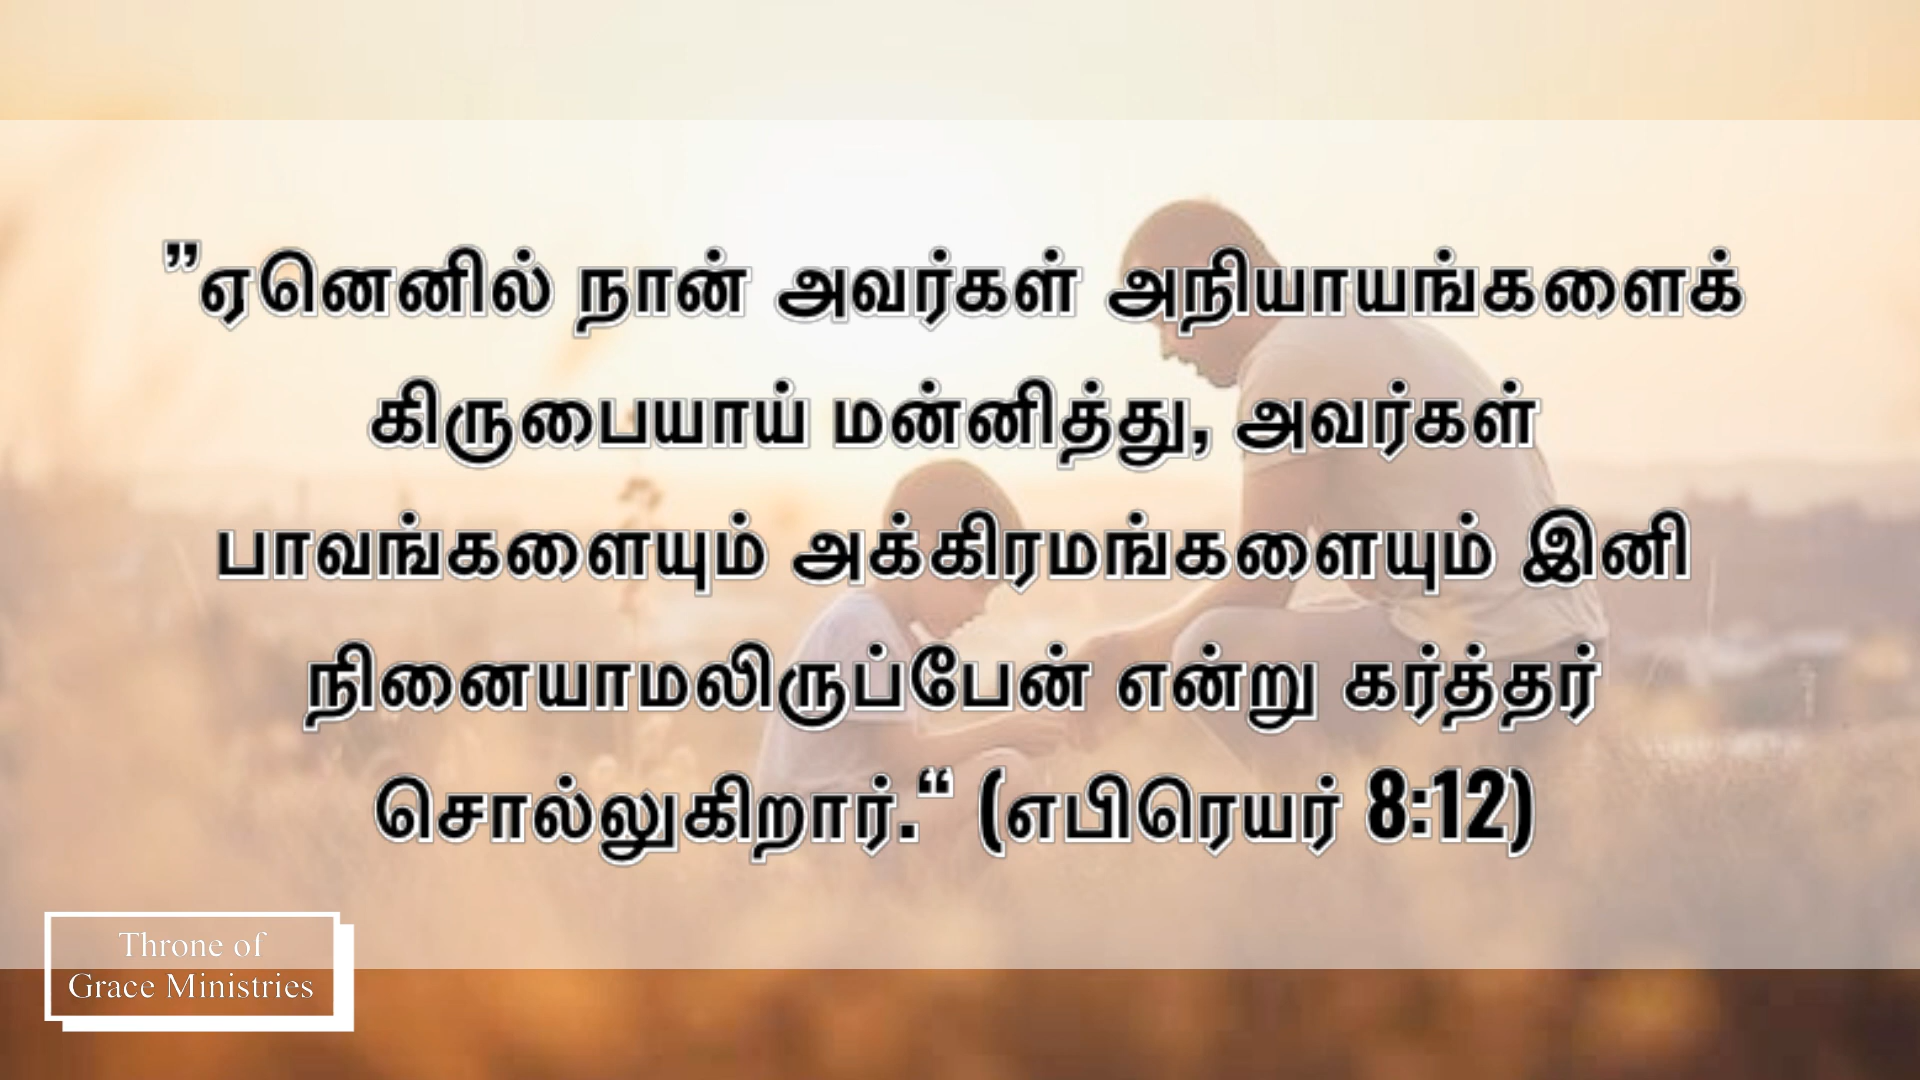 ”ஏனெனில் நான் அவர்கள் அநியாயங்களைக்
கிருபையாய் மன்னித்து, அவர்கள்
பாவங்களையும் அக்கிரமங்களையும் இனி
நினையாமலிருப்பேன் என்று கர்த்தர்
சொல்லுகிறார்.“ (எபிரெயர் 8:12)
Throne of
Grace Ministries